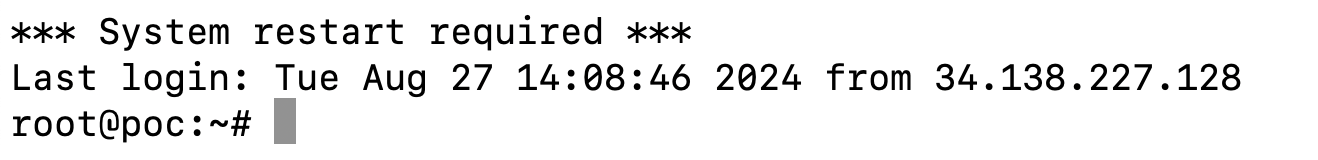 *** System restart required ***
Last login: Tue Aug 27 14:08:46 2024 from 34.138.227.128
root@poc:~#